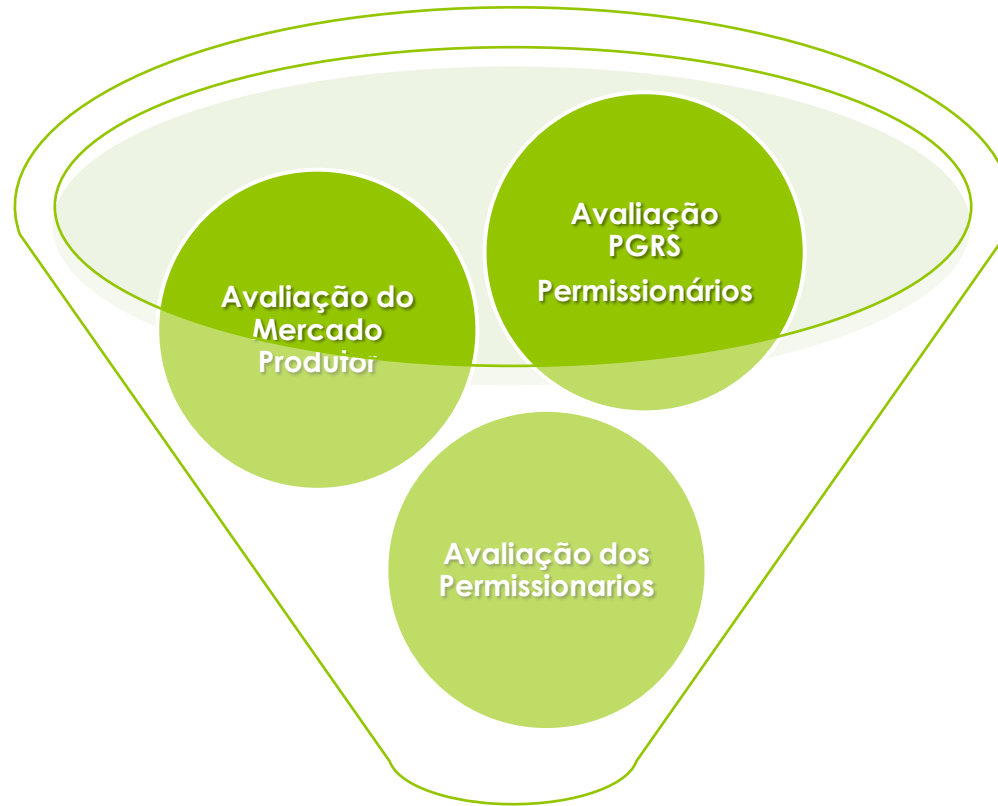 Avaliação
PGRS
Permissionários
Avaliação do
Mercado
Produtor
Avaliação dos
Permissionarios